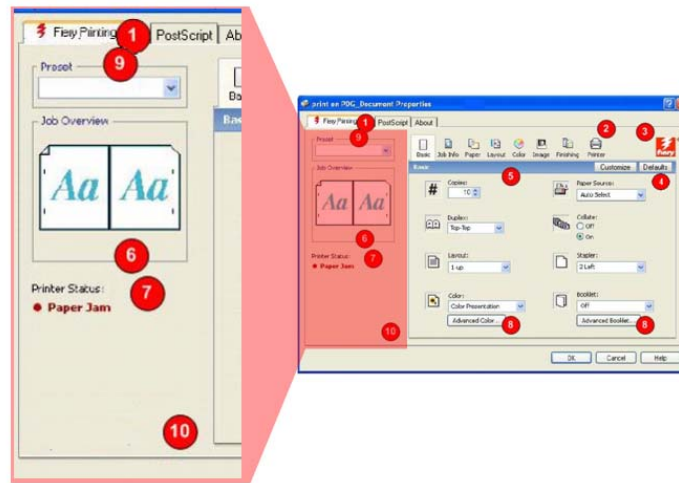 Fiery Printing 1 PostScript Ab
9
Preset
Ba
Bas
Job Overview
Aa Aa
6
Printer Status:
7
Paper Jam
10
print on PDG_Document Properties
Fiery Printing 1 PostScript About
9
Preset
Job Overview
Aa Aa
6
Printer Status:
7
Paper Jam
10
2
3
Basic Job Info Paper Layout Color Image Finishing Printer
Fiery
Basic
Customize Defaults
5
4
# Copies:
10
Paper Source:
Auto Select
Duplex:
Top-Top
Collate:
Off
On
Layout:
1-up
Stapler:
2 Left
Color:
Color Presentation
Booklet:
Off
Advanced Color... 8
Advanced Booklet... 8
OK Cancel Help